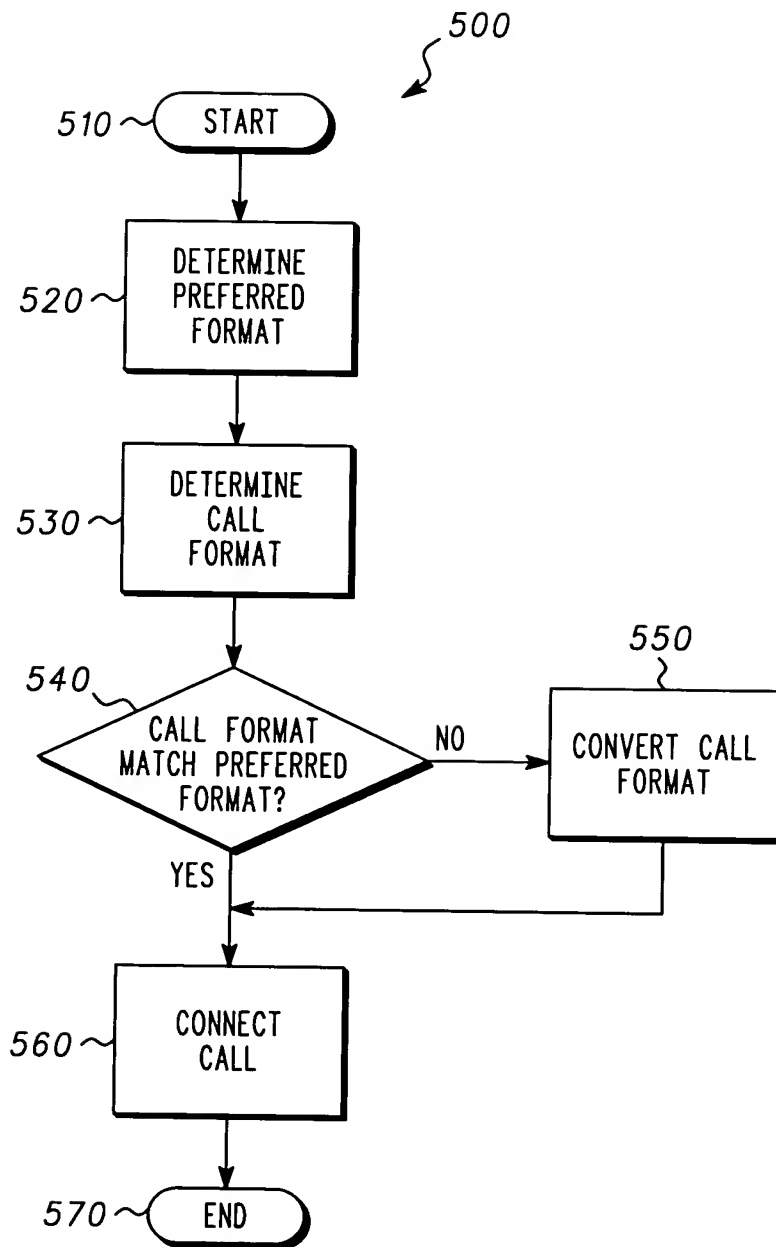 500
510
START
520
DETERMINE
PREFERRED
FORMAT
530
DETERMINE
CALL
FORMAT
540
CALL FORMAT
MATCH PREFERRED
FORMAT?
NO
550
CONVERT CALL
FORMAT
YES
560
CONNECT
CALL
570
END